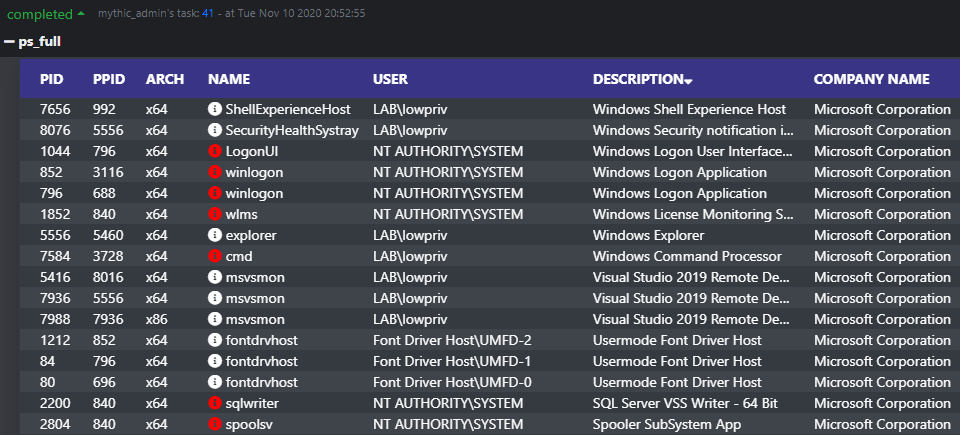 completed mythic_admin's task: 41 - at Tue Nov 10 2020 20:52:55
ps_full
PID PPID ARCH NAME USER DESCRIPTION COMPANY NAME
7656 992 x64 ShellExperienceHost LAB\lowpriv Windows Shell Experience Host Microsoft Corporation
8076 5556 x64 SecurityHealthSystray LAB\lowpriv Windows Security notification i... Microsoft Corporation
1044 796 x64 LogonUI NT AUTHORITY\SYSTEM Windows Logon User Interface... Microsoft Corporation
852 3116 x64 winlogon NT AUTHORITY\SYSTEM Windows Logon Application Microsoft Corporation
796 688 x64 winlogon NT AUTHORITY\SYSTEM Windows Logon Application Microsoft Corporation
1852 840 x64 wlms NT AUTHORITY\SYSTEM Windows License Monitoring S... Microsoft Corporation
5556 5460 x64 explorer LAB\lowpriv Windows Explorer Microsoft Corporation
7584 3728 x64 cmd LAB\lowpriv Windows Command Processor Microsoft Corporation
5416 8016 x64 msvsmon LAB\lowpriv Visual Studio 2019 Remote De... Microsoft Corporation
7936 5556 x64 msvsmon LAB\lowpriv Visual Studio 2019 Remote De... Microsoft Corporation
7988 7936 x86 msvsmon LAB\lowpriv Visual Studio 2019 Remote De... Microsoft Corporation
1212 852 x64 fontdrvhost Font Driver Host\UMFD-2 Usermode Font Driver Host Microsoft Corporation
84 796 x64 fontdrvhost Font Driver Host\UMFD-1 Usermode Font Driver Host Microsoft Corporation
80 696 x64 fontdrvhost Font Driver Host\UMFD-0 Usermode Font Driver Host Microsoft Corporation
2200 840 x64 sqlwriter NT AUTHORITY\SYSTEM SQL Server VSS Writer - 64 Bit Microsoft Corporation
2804 840 x64 spoolsv NT AUTHORITY\SYSTEM Spooler SubSystem App Microsoft Corporation